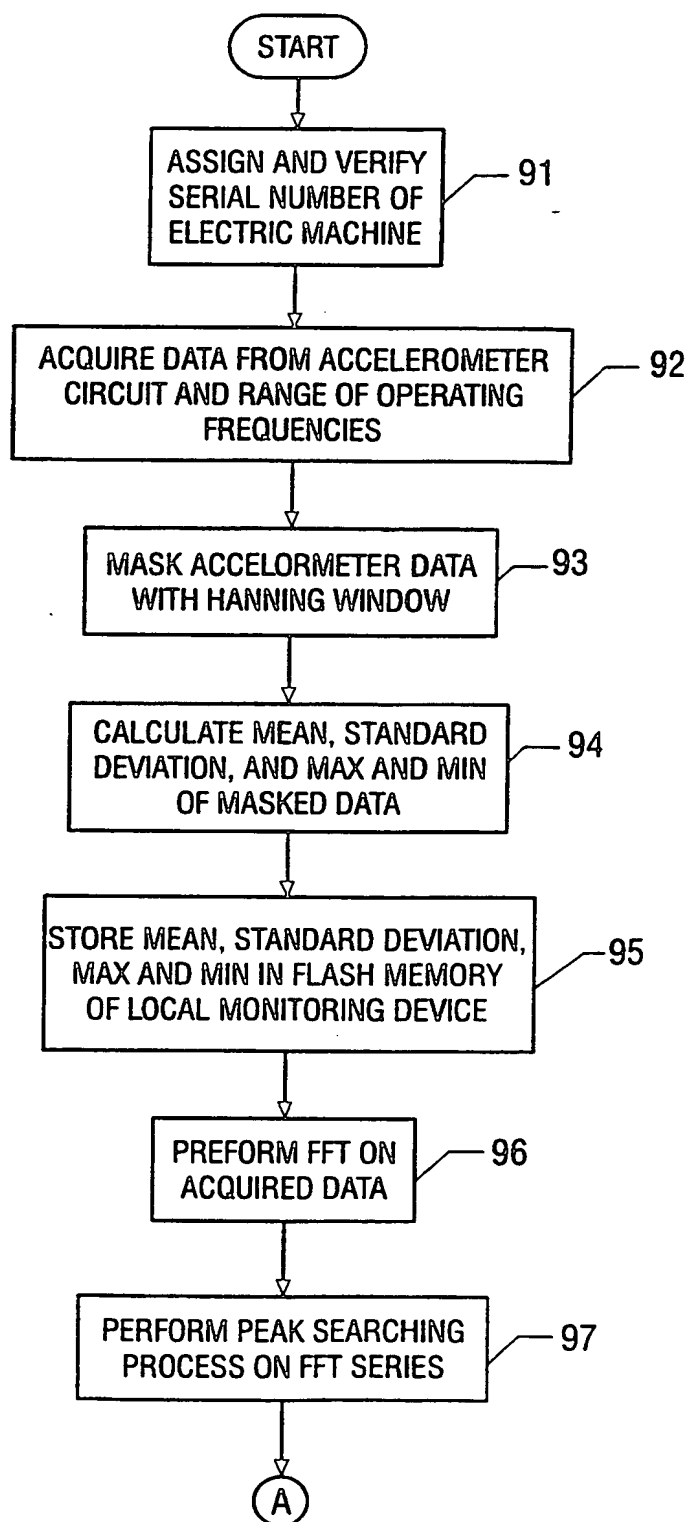 START
ASSIGN AND VERIFY
SERIAL NUMBER OF
ELECTRIC MACHINE
91
ACQUIRE DATA FROM ACCELEROMETER
CIRCUIT AND RANGE OF OPERATING
FREQUENCIES
92
MASK ACCELORMETER DATA
WITH HANNING WINDOW
93
CALCULATE MEAN, STANDARD
DEVIATION, AND MAX AND MIN
OF MASKED DATA
94
STORE MEAN, STANDARD DEVIATION,
MAX AND MIN IN FLASH MEMORY
OF LOCAL MONITORING DEVICE
95
PREFORM FFT ON
ACQUIRED DATA
96
PERFORM PEAK SEARCHING
PROCESS ON FFT SERIES
97
A